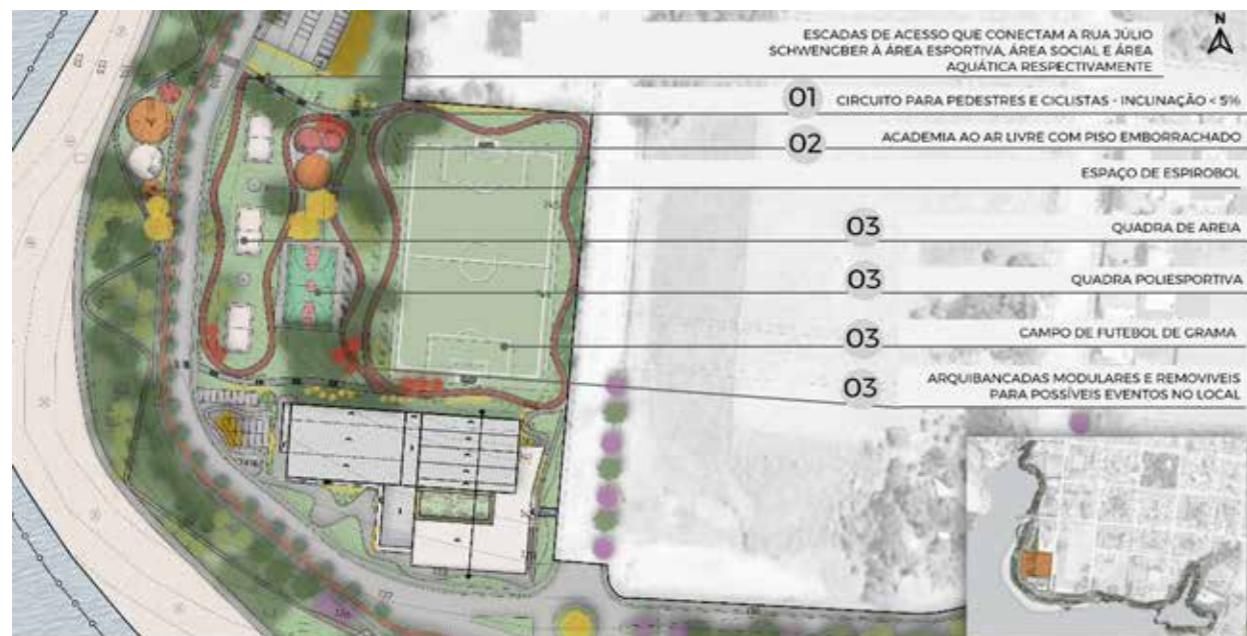 N
ESCADAS DE ACESSO QUE CONECTAM A RUA JÚLIO
SCHWENGBER À ÁREA ESPORTIVA, ÁREA SOCIAL E ÁREA
AQUÁTICA RESPECTIVAMENTE
01 CIRCUITO PARA PEDESTRES E CICLISTAS - INCLINAÇÃO < 5%
02 ACADEMIA AO AR LIVRE COM PISO EMBORRACHADO
ESPAÇO DE ESPIROBOL
03 QUADRA DE AREIA
03 QUADRA POLIESPORTIVA
03 CAMPO DE FUTEBOL DE GRAMA
03 ARQUIBANCADAS MODULARES E REMOVIVEIS
PARA POSSÍVEIS EVENTOS NO LOCAL